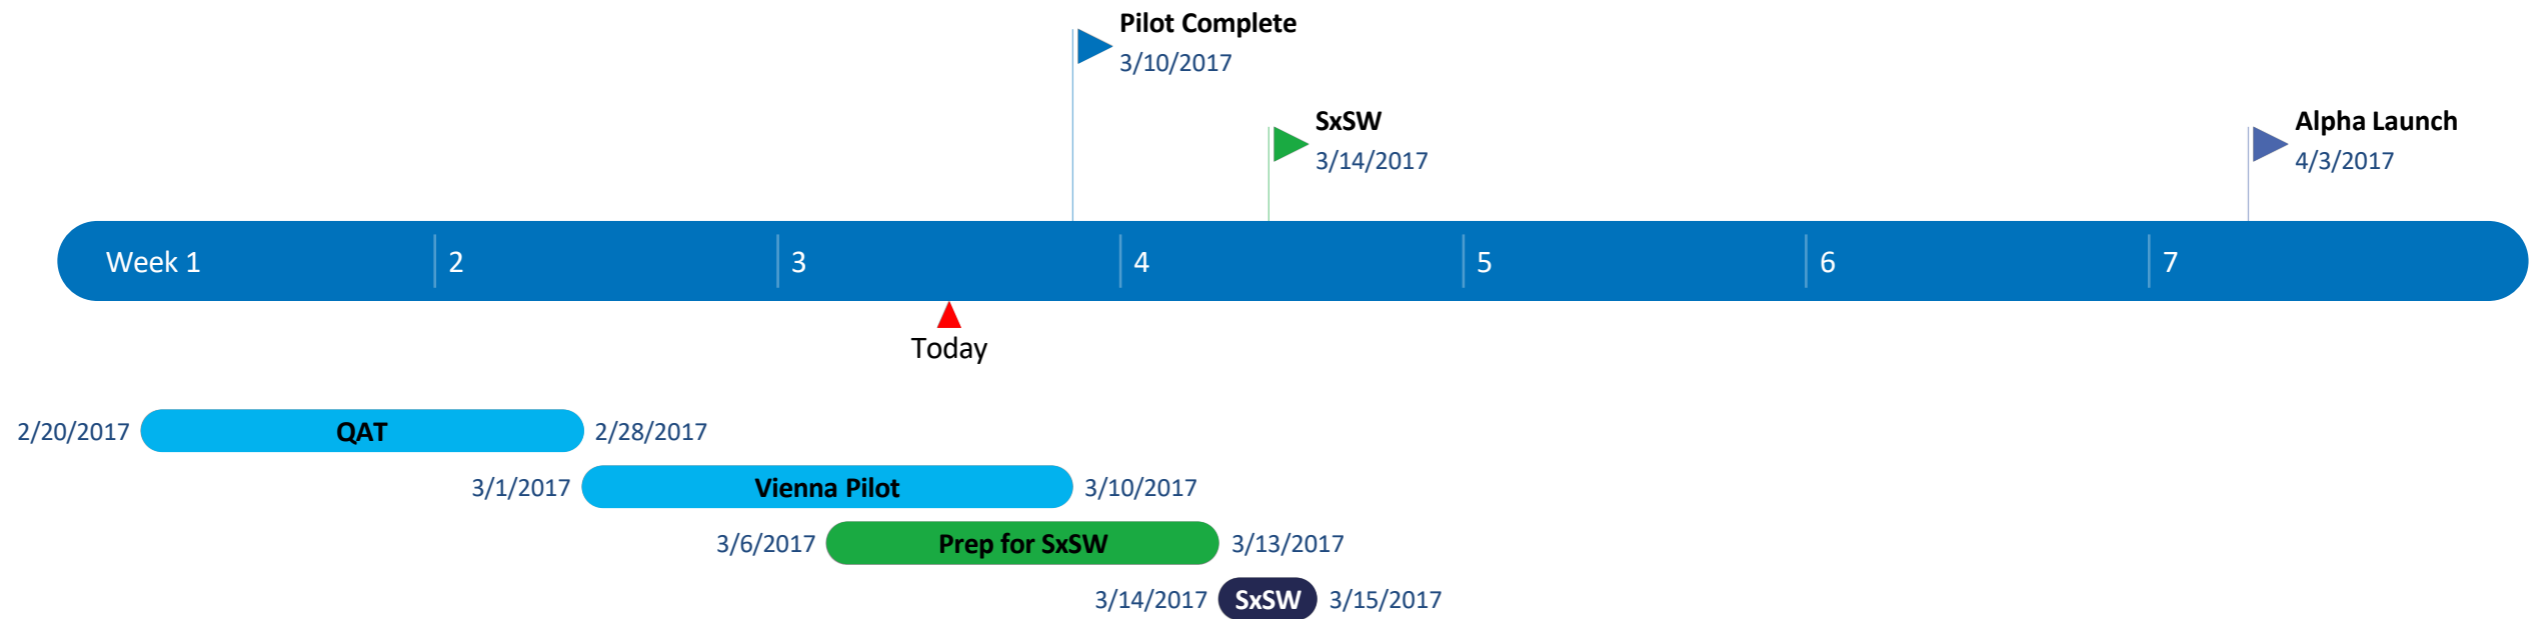 Pilot Complete
3/10/2017
SxSW
3/14/2017
Alpha Launch
4/3/2017
Week 1 2 3 4 5 6 7
Today
2/20/2017 QAT 2/28/2017
3/1/2017 Vienna Pilot 3/10/2017
3/6/2017 Prep for SxSW 3/13/2017
3/14/2017 SxSW 3/15/2017